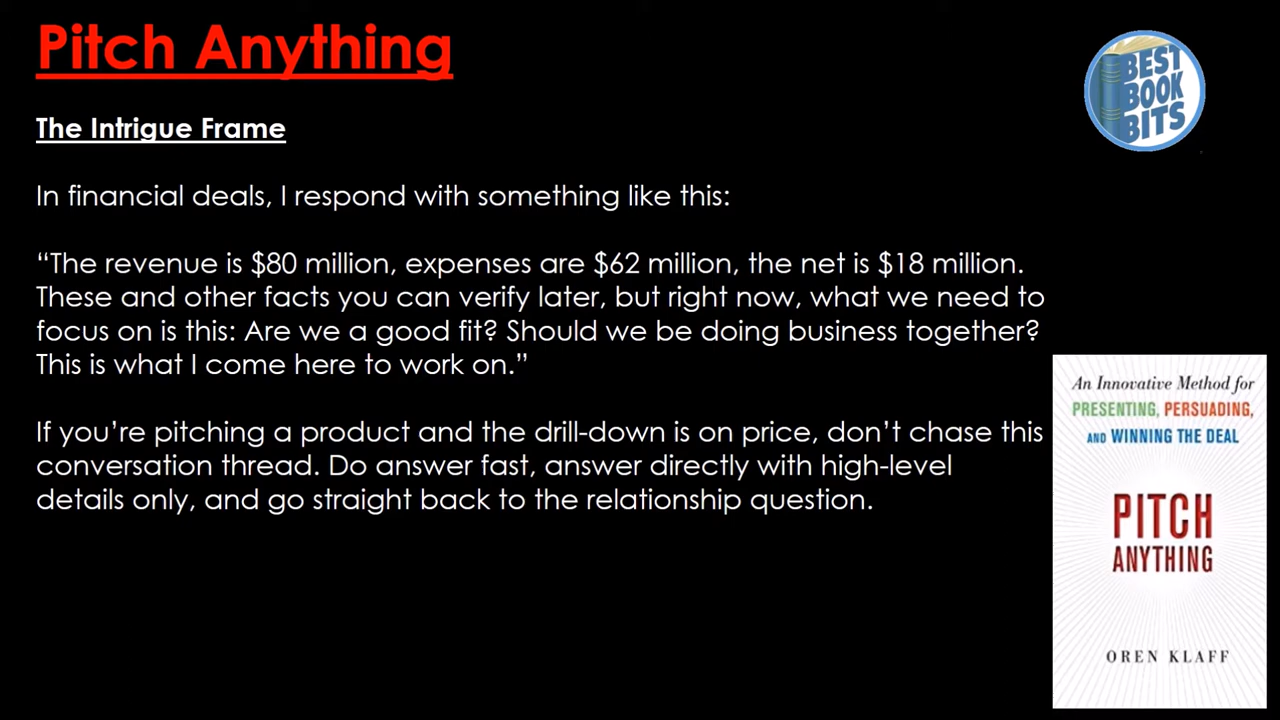 Pitch Anything
BEST
BOOK
BITS
The Intrigue Frame
In financial deals, I respond with something like this:
“The revenue is $80 million, expenses are $62 million, the net is $18 million.
These and other facts you can verify later, but right now, what we need to
focus on is this: Are we a good fit? Should we be doing business together?
This is what I come here to work on.”
If you’re pitching a product and the drill-down is on price, don’t chase this
conversation thread. Do answer fast, answer directly with high-level
details only, and go straight back to the relationship question.
An Innovative Method for
PRESENTING, PERSUADING,
AND WINNING THE DEAL
PITCH
ANYTHING
OREN KLAFF